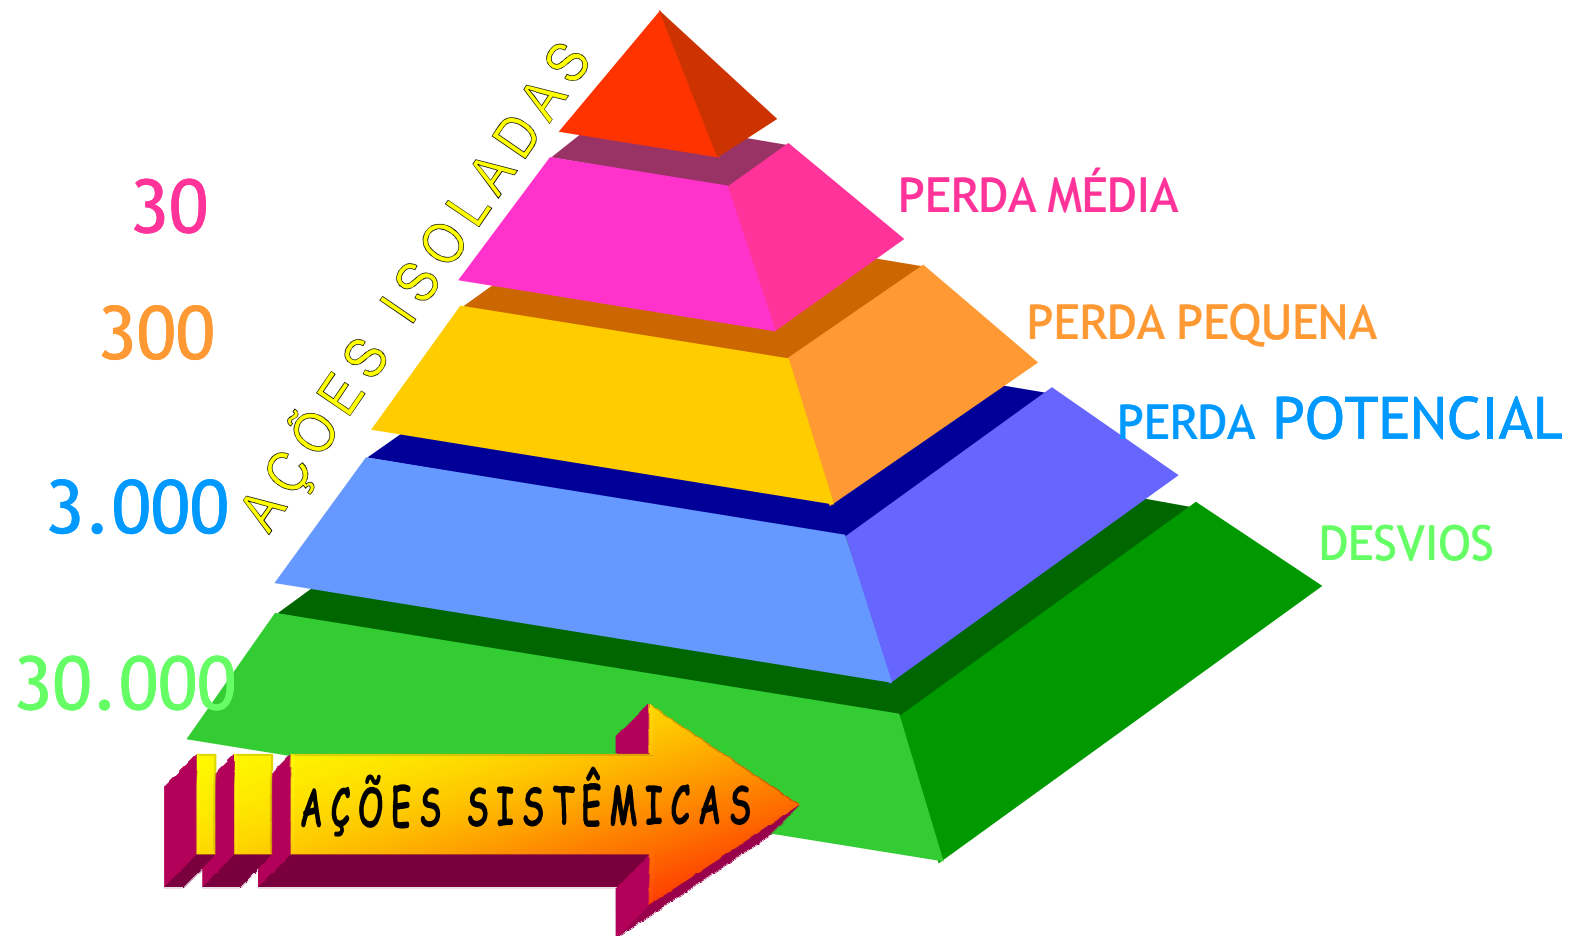 AÇÕES ISOLADAS
30
PERDA MÉDIA
300
PERDA PEQUENA
PERDA POTENCIAL
3.000
DESVIOS
30.000
AÇÕES SISTÊMICAS